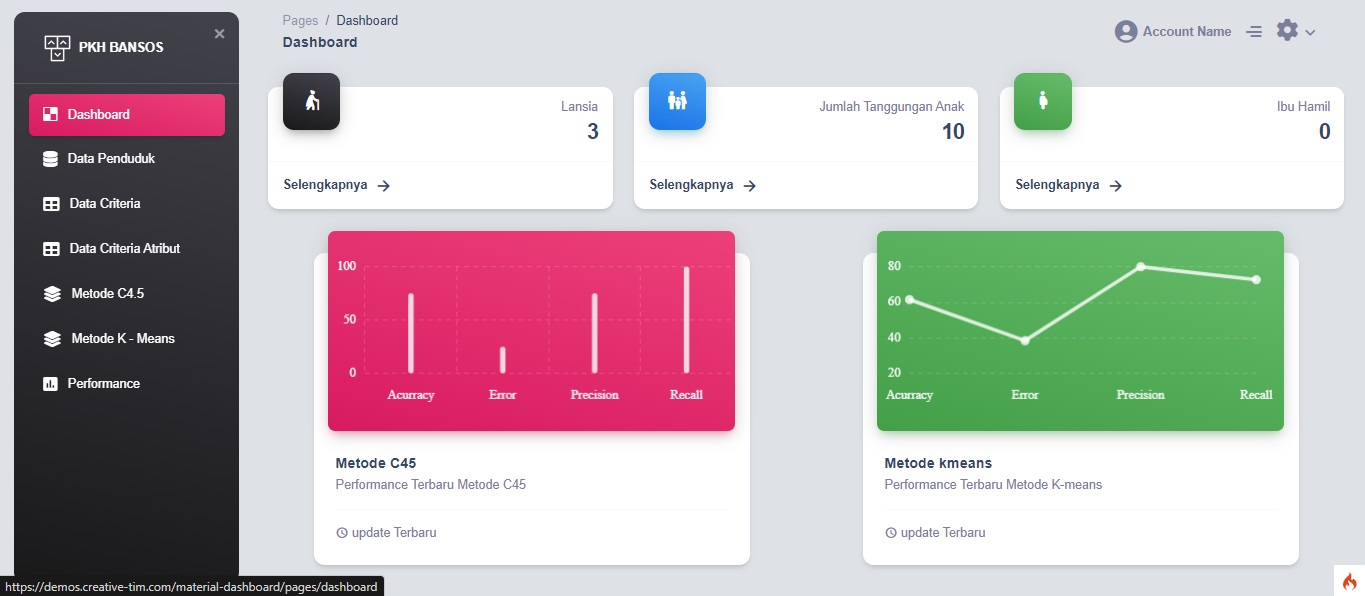 PKH BANSOS
Dashboard
Data Penduduk
Data Criteria
Data Criteria Atribut
Metode C4.5
Metode K - Means
Performance
Pages / Dashboard
Dashboard
Account Name
Lansia
3
Selengkapnya
Jumlah Tanggungan Anak
10
Selengkapnya
Ibu Hamil
0
Selengkapnya
100
50
0
Acurracy Error Precision Recall
Metode C45
Performance Terbaru Metode C45
update Terbaru
80
60
40
20
Acurracy Error Precision Recall
Metode kmeans
Performance Terbaru Metode K-means
update Terbaru
https://demos.creative-tim.com/material-dashboard/pages/dashboard